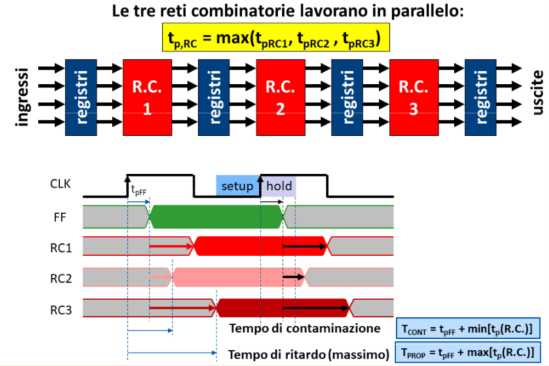 Le tre reti combinatorie lavorano in parallelo:
tp,RC = max(tpRC1, tpRC2 , tpRC3)
ingressi
registri
R.C.
1
registri
R.C.
2
registri
R.C.
3
registri
uscite
CLK
tpFF
setup
hold
FF
RC1
RC2
RC3
Tempo di contaminazione
TCONT = tpFF + min[tp(R.C.)]
Tempo di ritardo (massimo)
TPROP = tpFF + max[tp(R.C.)]